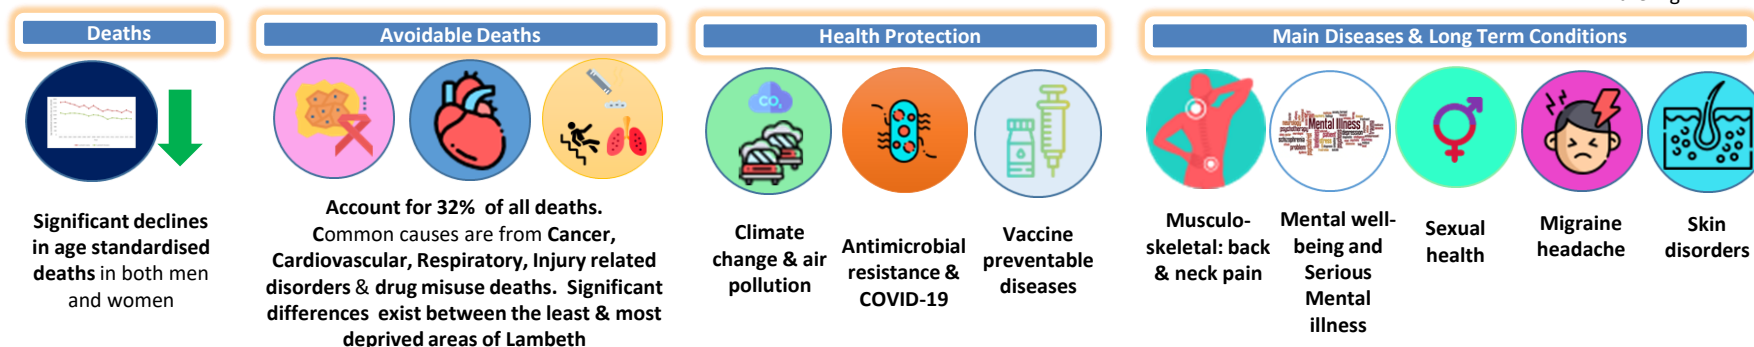 Deaths
Significant declines
in age standardised
deaths in both men
and women
Avoidable Deaths
Account for 32% of all deaths.
Common causes are from Cancer,
Cardiovascular, Respiratory, Injury related
disorders & drug misuse deaths. Significant
differences exist between the least & most
deprived areas of Lambeth
Health Protection
CO₂
Climate
change & air
pollution
Antimicrobial
resistance &
COVID-19
Vaccine
preventable
diseases
Main Diseases & Long Term Conditions
Musculo-
skeletal: back
& neck pain
Mental Illness
Mental well-
being and
Serious
Mental
illness
Sexual
health
Migraine
headache
Skin
disorders